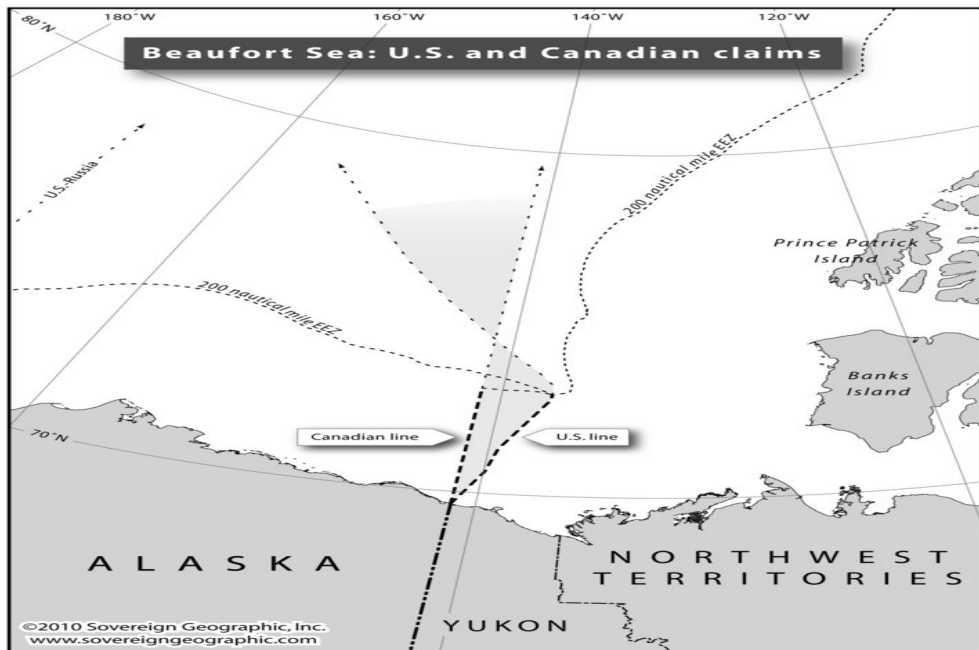 180°W
160°W
140°W
120°W
80°N
Beaufort Sea: U.S. and Canadian claims
U.S.-Russia
200 nautical mile EEZ
Prince Patrick
Island
200 nautical mile EEZ
Banks
Island
70°N
Canadian line
U.S. line
ALASKA
NORTHWEST
TERRITORIES
YUKON
©2010 Sovereign Geographic, Inc.
www.sovereigngeographic.com